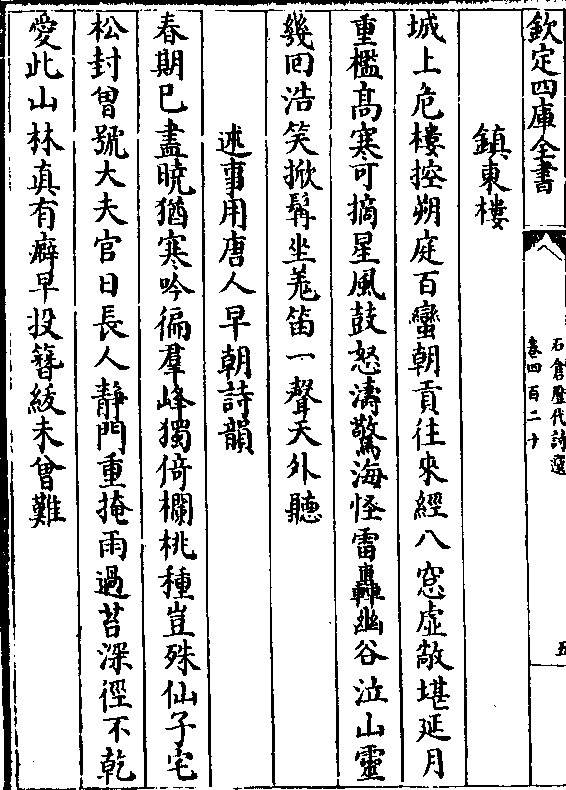 欽定四庫全書
石倉歷代詩選
卷四百二十
五
鎮東樓
城上危樓控朔庭百蠻朝貢往來經八窓虛敞堪延月
重檻髙寒可摘星風鼓怒濤驚海怪雷轟幽谷泣山靈
幾回浩笑掀髯坐羗笛一聲天外聽
述事用唐人早朝詩韻
春期已盡曉猶寒吟徧羣峰獨倚欄桃種豈殊仙子宅
松封曽號大夫官日長人静門重掩雨過苔深徑不乾
愛此山林真有癖早投簪紱未曾難